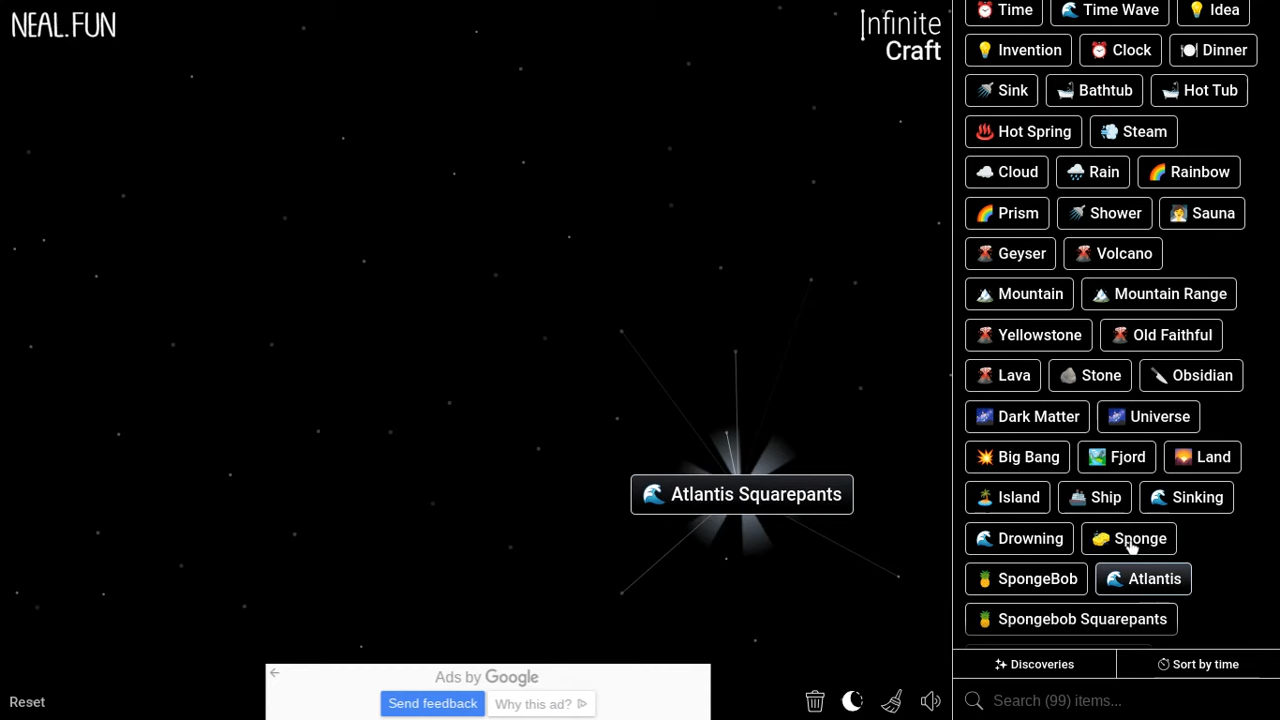 NEAL.FUN
Infinite
Craft
Time Time Wave Idea
Invention Clock Dinner
Sink Bathtub Hot Tub
Hot Spring Steam
Cloud Rain Rainbow
Prism Shower Sauna
Geyser Volcano
Mountain Mountain Range
Yellowstone Old Faithful
Lava Stone Obsidian
Dark Matter Universe
Big Bang Fjord Land
Atlantis Squarepants
Island Ship Sinking
Drowning Sponge
SpongeBob Atlantis
Spongebob Squarepants
Discoveries Sort by time
Ads by Google
Send feedback Why this ad?
Reset
Search (99) items...